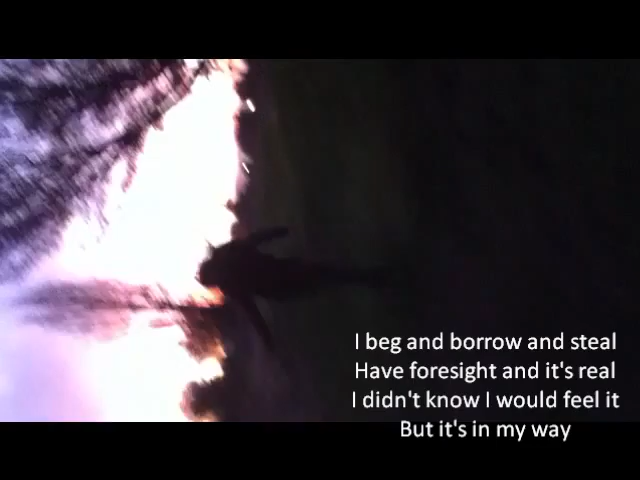 I beg and borrow and steal
Have foresight and it's real
I didn't know I would feel it
But it's in my way